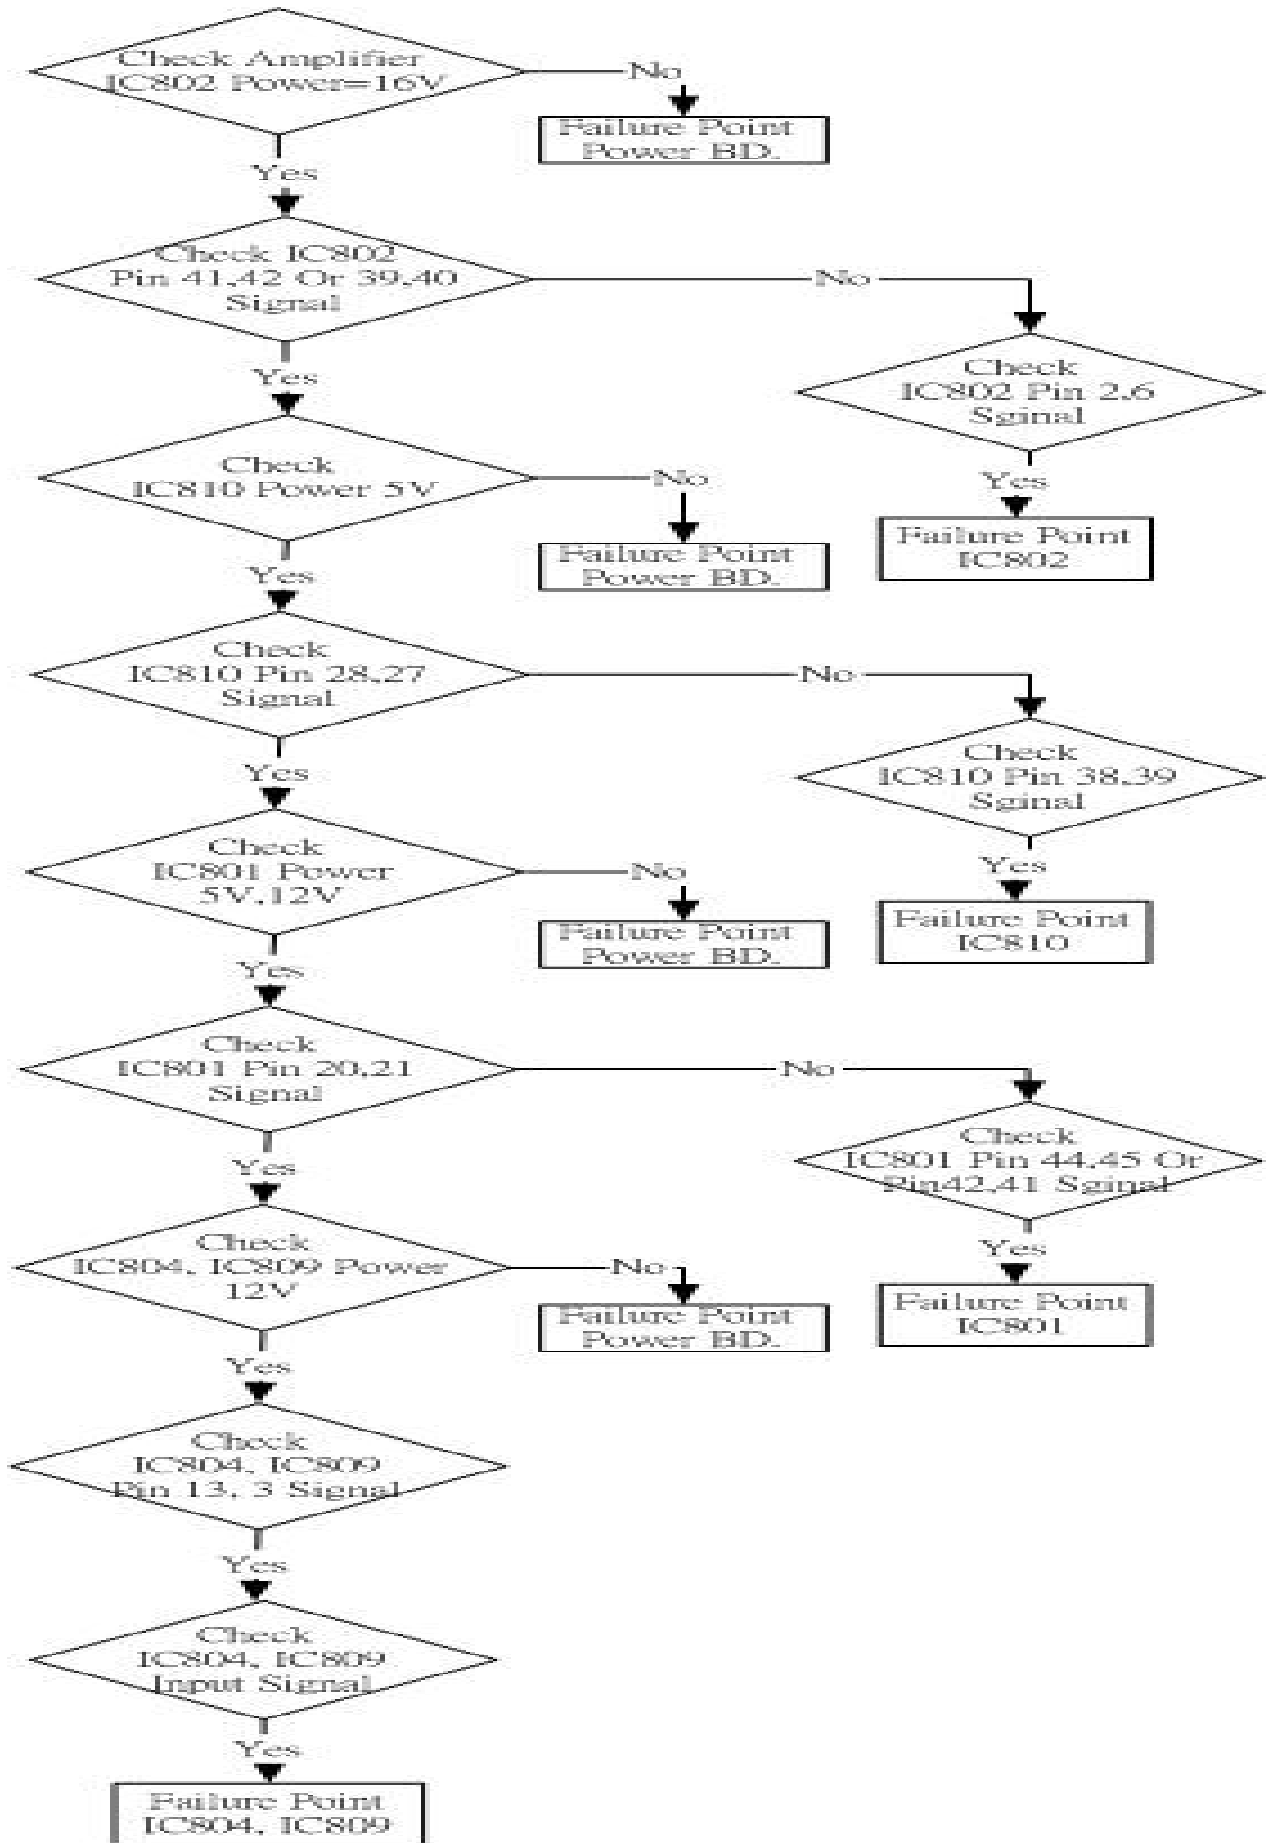 Check Amplifier
IC802 Power=16V
No
Failure Point
Power BD.
Yes
Check IC802
Pin 41,42 Or 39,40
Signal
No
Check
IC802 Pin 2,6
Sginal
Yes
Failure Point
IC802
Yes
Check
IC810 Power 5V
No
Failure Point
Power BD.
Yes
Check
IC810 Pin 28,27
Signal
No
Check
IC810 Pin 38,39
Sginal
Yes
Failure Point
IC810
Yes
Check
IC801 Power
5V,12V
No
Failure Point
Power BD.
Yes
Check
IC801 Pin 20,21
Signal
No
Check
IC801 Pin 44,45 Or
Pin42,41 Sginal
Yes
Failure Point
IC801
Yes
Check
IC804, IC809 Power
12V
No
Failure Point
Power BD.
Yes
Check
IC804, IC809
Pin 13, 3 Signal
Yes
Check
IC804, IC809
Input Signal
Yes
Failure Point
IC804, IC809